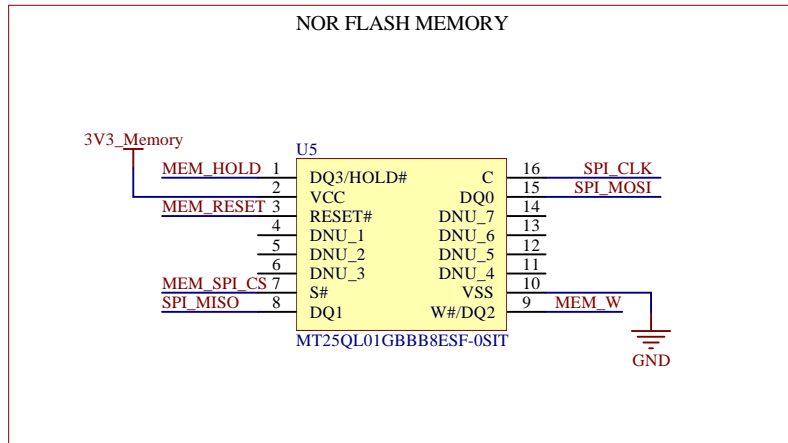 NOR FLASH MEMORY
3V3_Memory
U5
MEM_HOLD 1 DQ3/HOLD# C 16 SPI_CLK
2 VCC DQ0 15 SPI_MOSI
MEM_RESET 3 RESET# DNU_7 14
4 DNU_1 DNU_6 13
5 DNU_2 DNU_5 12
6 DNU_3 DNU_4 11
MEM_SPI_CS 7 S# VSS 10
SPI_MISO 8 DQ1 W#/DQ2 9 MEM_W
MT25QL01GBBB8ESF-0SIT
GND